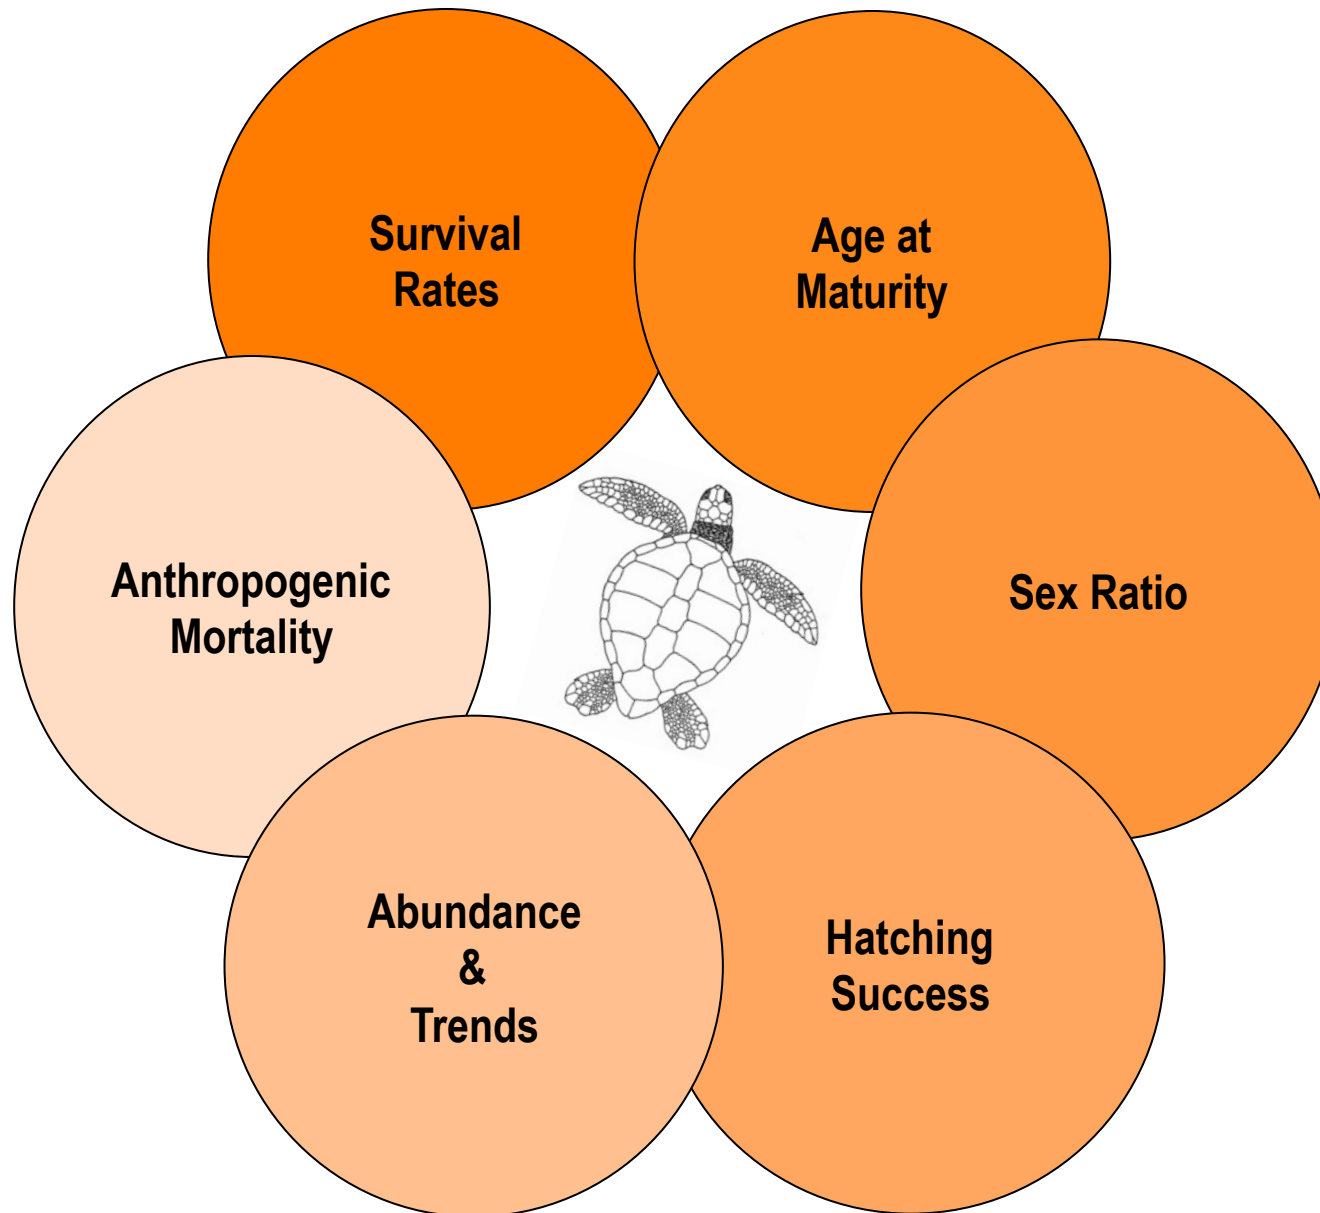 Survival
Rates
Age at
Maturity
Sex Ratio
Hatching
Success
Abundance
&
Trends
Anthropogenic
Mortality